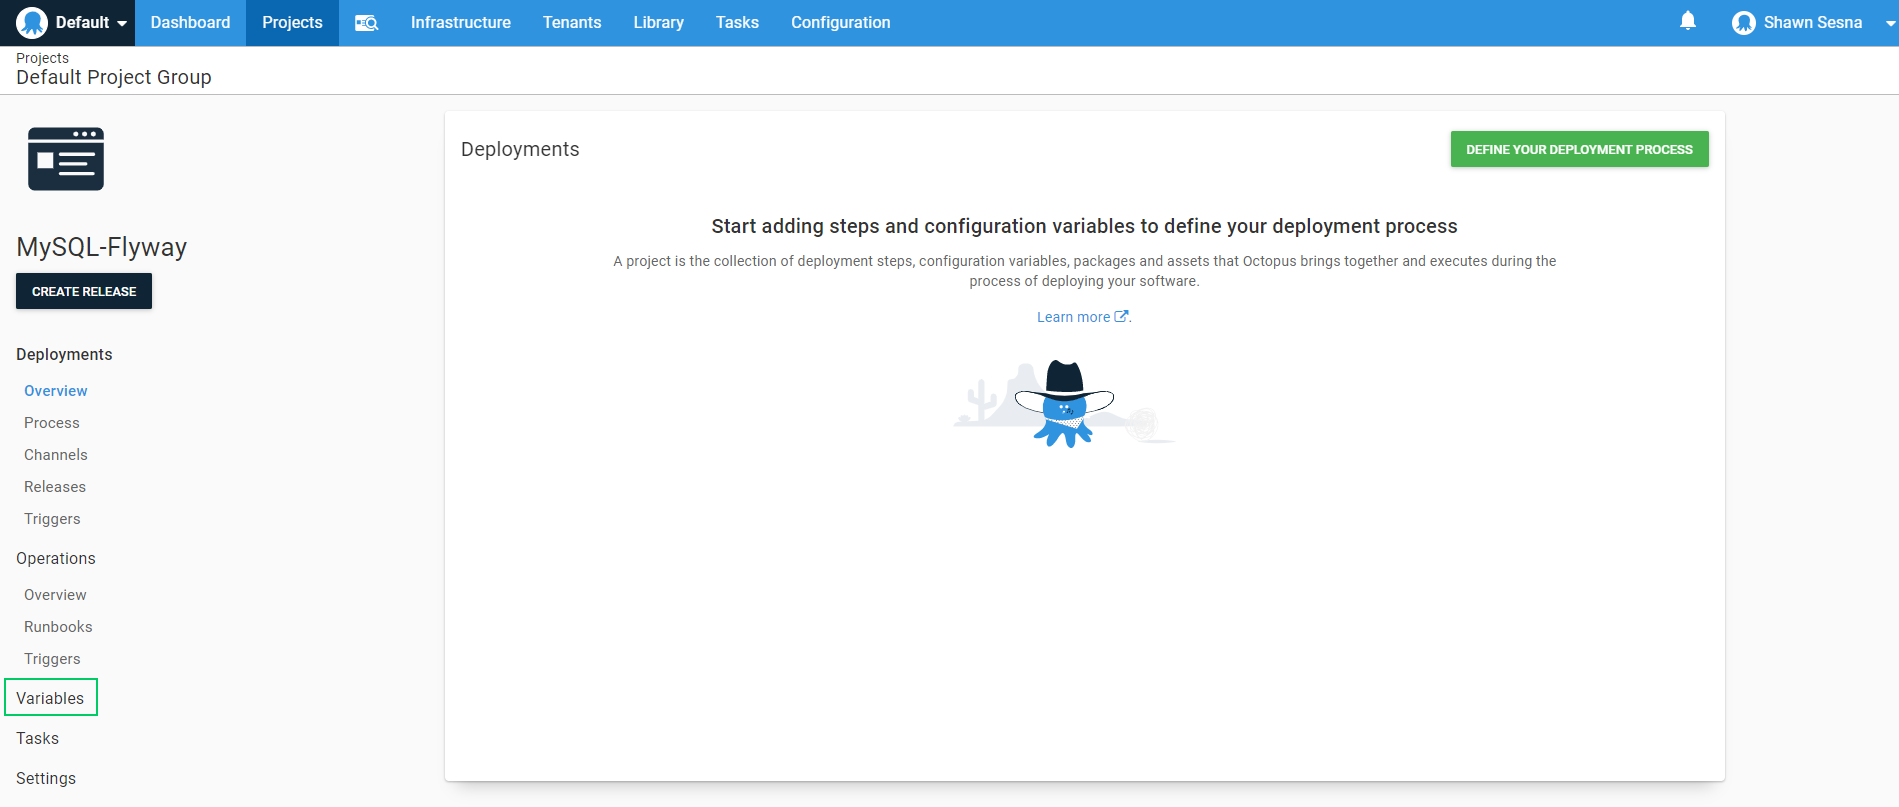 Default
Dashboard
Projects
Infrastructure
Tenants
Library
Tasks
Configuration
Shawn Sesna
Projects
Default Project Group
MySQL-Flyway
CREATE RELEASE
Deployments
Overview
Process
Channels
Releases
Triggers
Operations
Overview
Runbooks
Triggers
Variables
Tasks
Settings
Deployments
DEFINE YOUR DEPLOYMENT PROCESS
Start adding steps and configuration variables to define your deployment process
A project is the collection of deployment steps, configuration variables, packages and assets that Octopus brings together and executes during the
process of deploying your software.
Learn more.